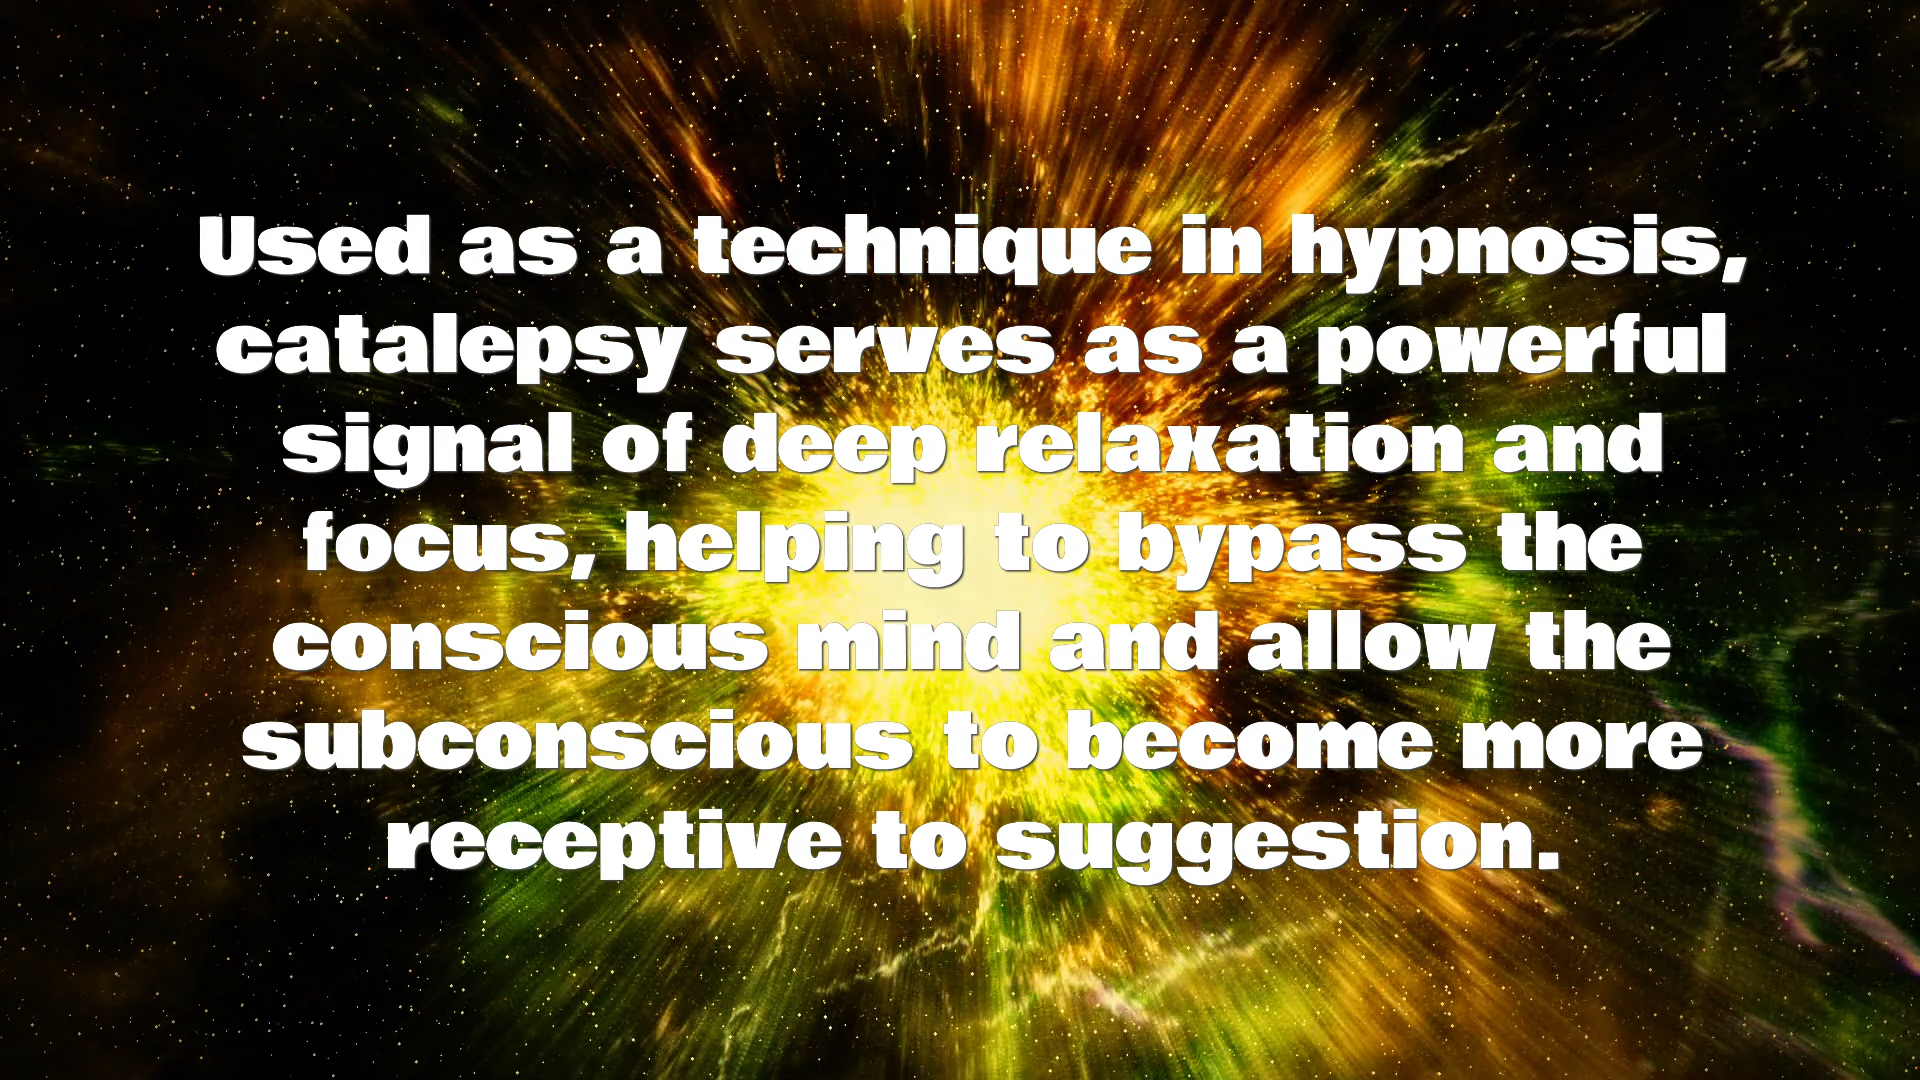 Used as a technique in hypnosis,
catalepsy serves as a powerful
signal of deep relaxation and
focus, helping to bypass the
conscious mind and allow the
subconscious to become more
receptive to suggestion.